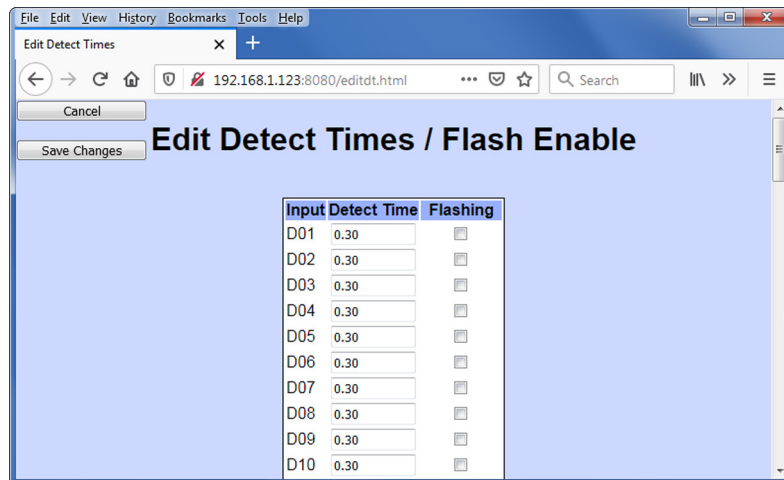 File Edit View History Bookmarks Tools Help
Edit Detect Times
192.168.1.123:8080/editdt.html
Search
Cancel
Save Changes
Edit Detect Times / Flash Enable
Input Detect Time Flashing
D01 0.30
D02 0.30
D03 0.30
D04 0.30
D05 0.30
D06 0.30
D07 0.30
D08 0.30
D09 0.30
D10 0.30